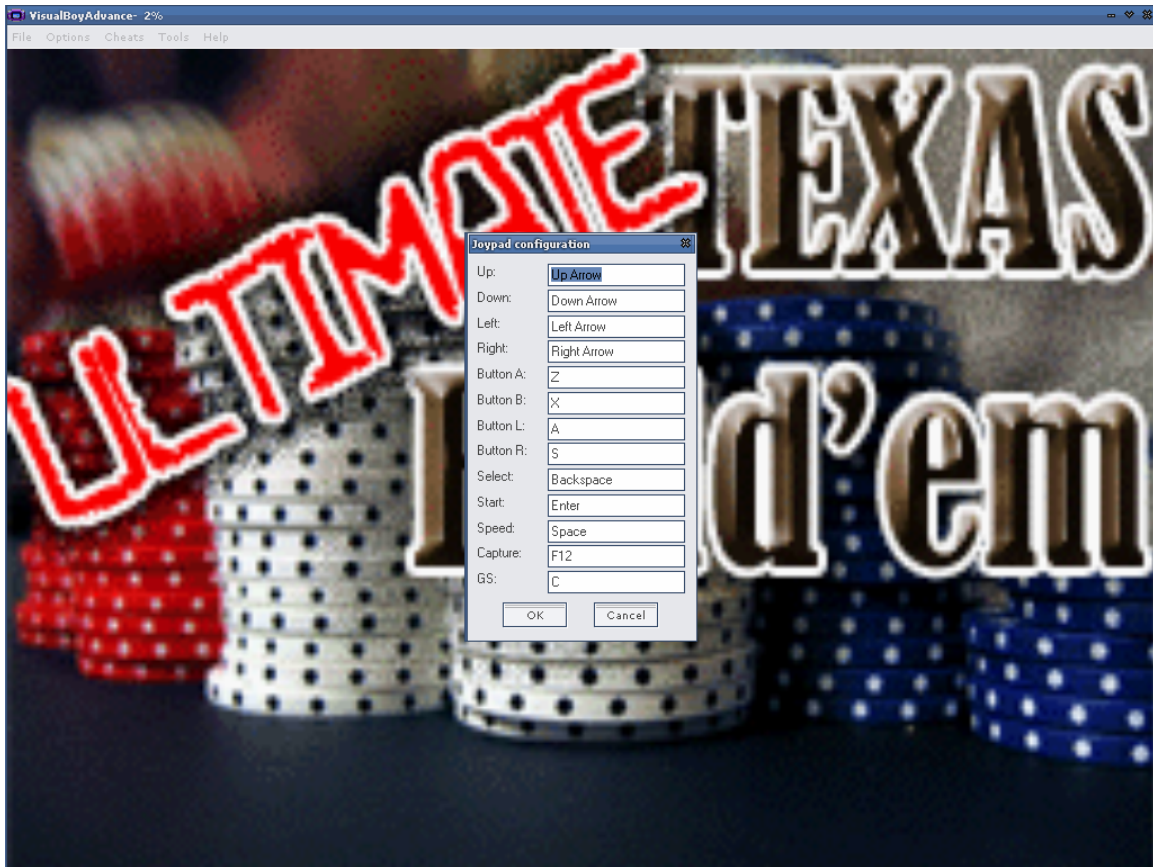 VisualBoyAdvance- 2%
File Options Cheats Tools Help
ULTIMATE
TEXAS
d'em
Joypad configuration
Up: Up Arrow
Down: Down Arrow
Left: Left Arrow
Right: Right Arrow
Button A: Z
Button B: X
Button L: A
Button R: S
Select: Backspace
Start: Enter
Speed: Space
Capture: F12
GS: C
OK Cancel